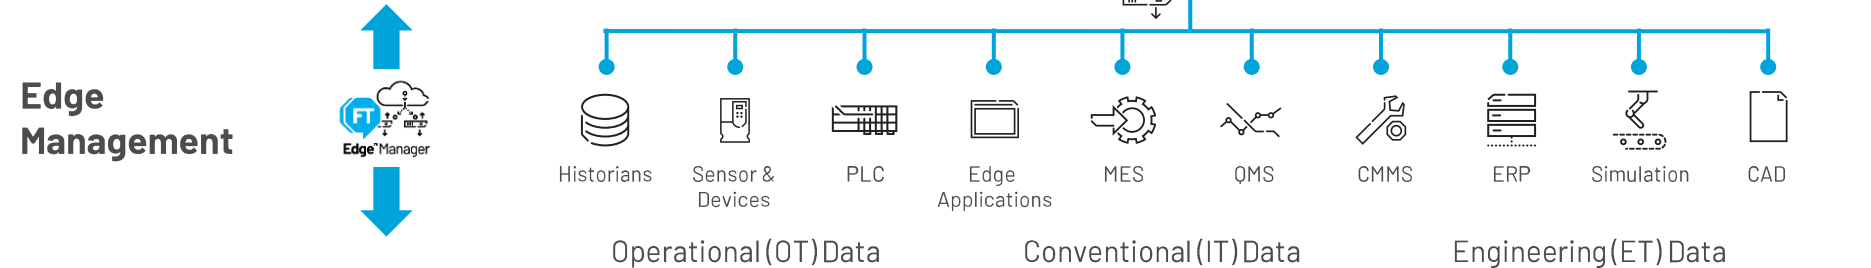 Edge
Management
FT
Edge™Manager
Historians
Sensor &
Devices
PLC
Edge
Applications
MES
QMS
CMMS
ERP
Simulation
CAD
Operational (OT) Data
Conventional (IT) Data
Engineering (ET) Data